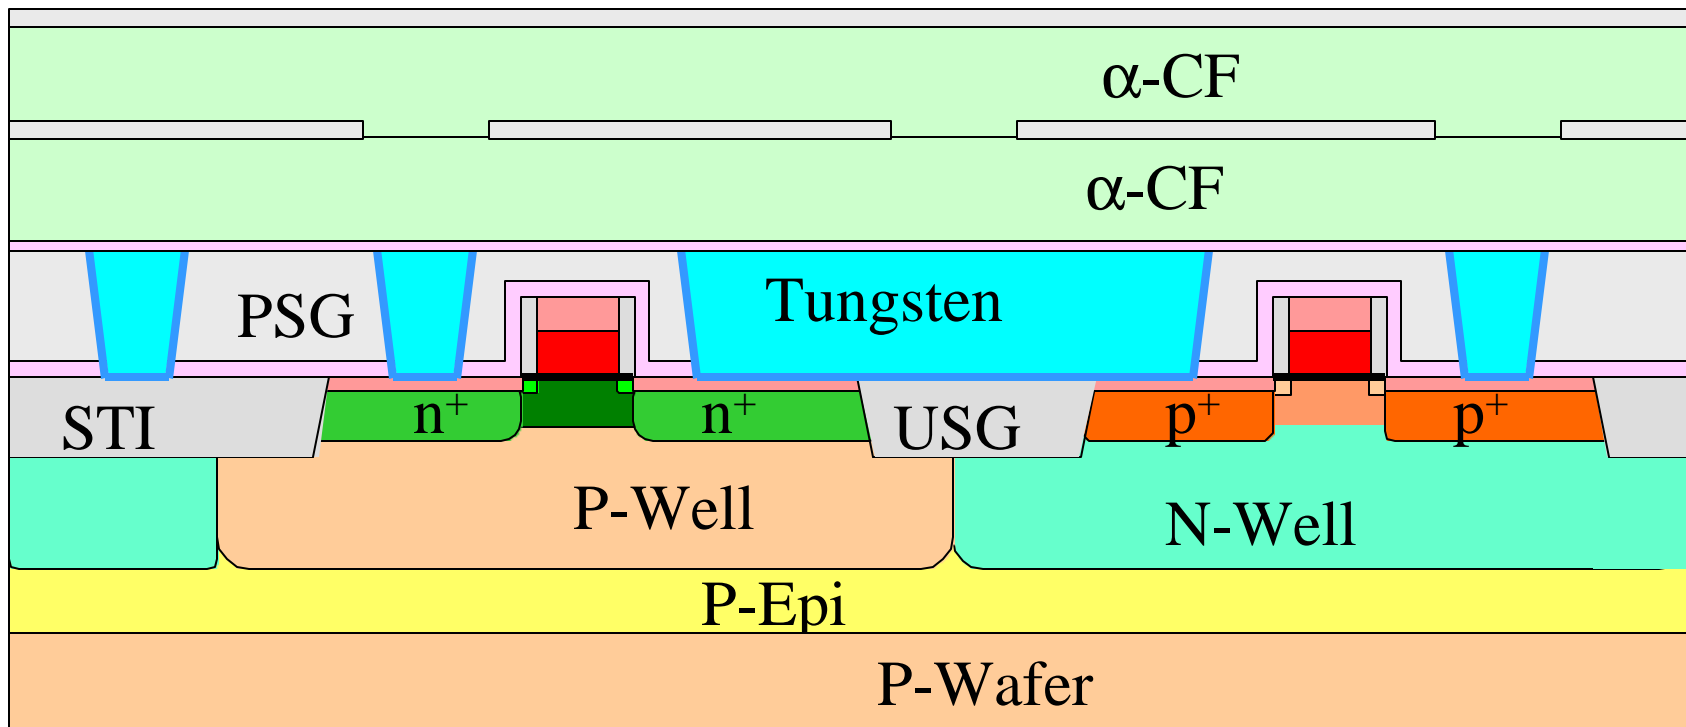 α-CF
α-CF
PSG
Tungsten
STI
n⁺
n⁺
USG
p⁺
p⁺
P-Well
N-Well
P-Epi
P-Wafer